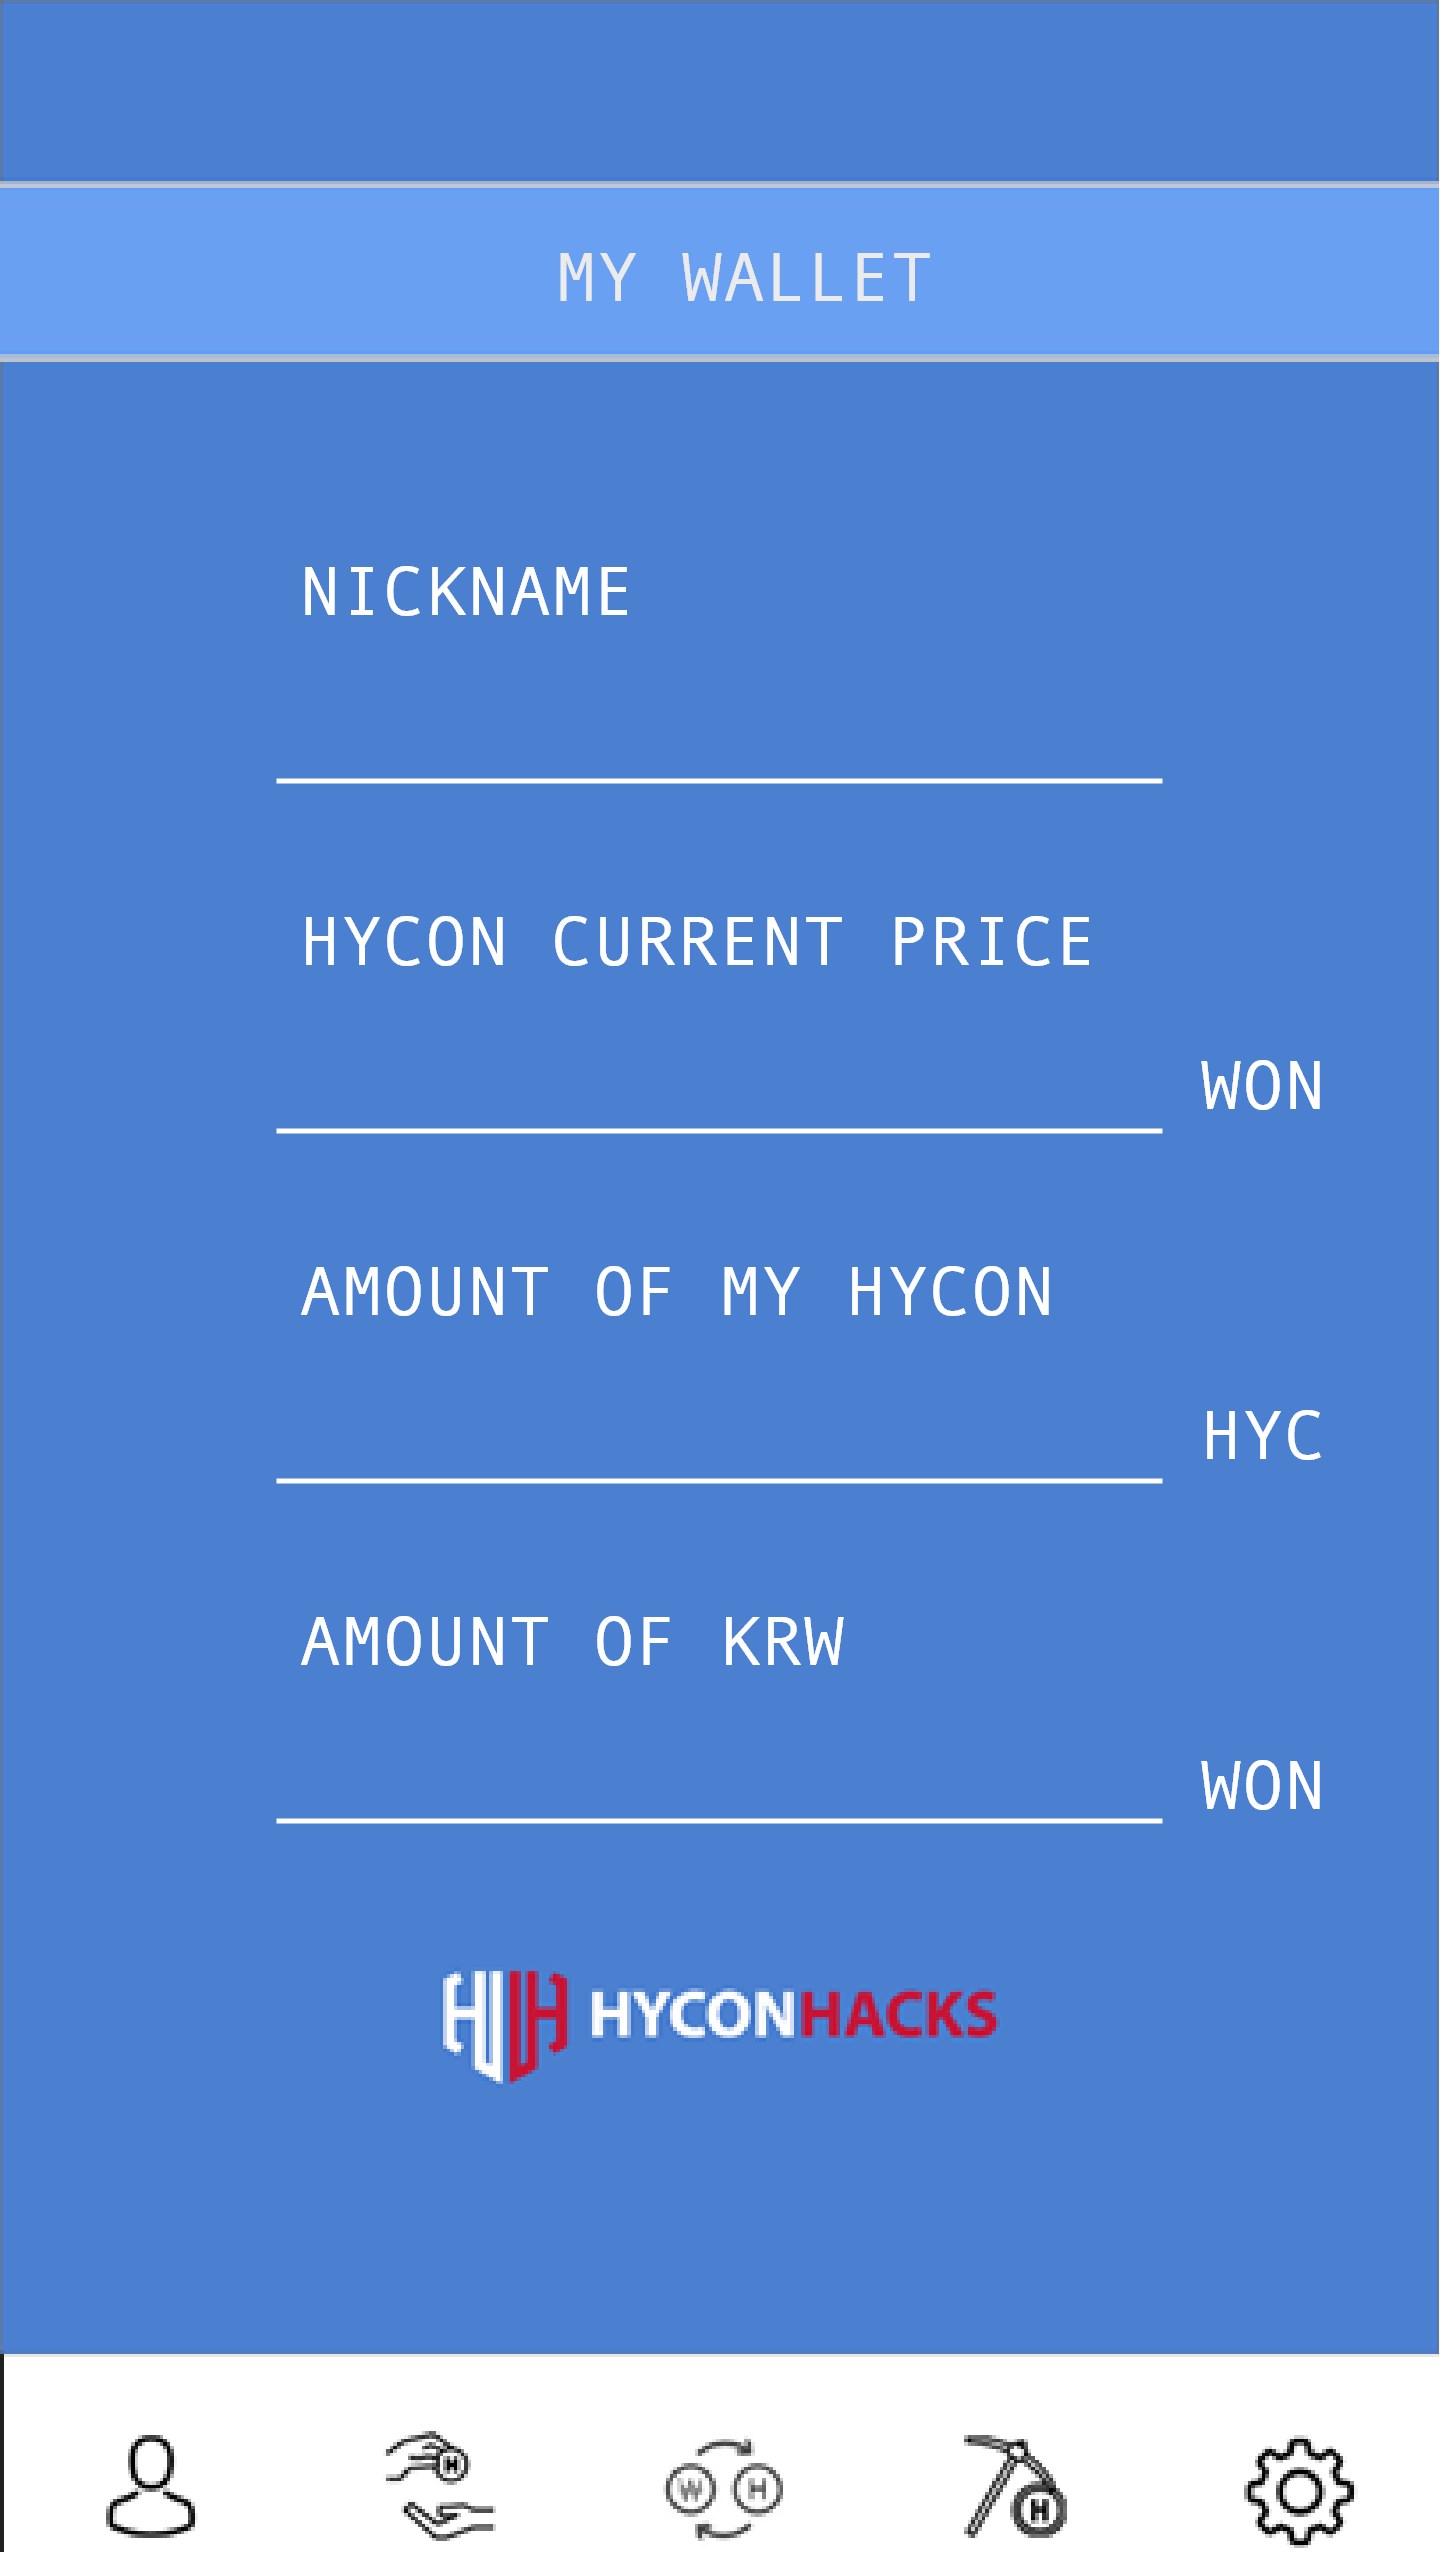 MY WALLET
NICKNAME
HYCON CURRENT PRICE
WON
AMOUNT OF MY HYCON
HYC
AMOUNT OF KRW
WON
HYCONHACKS
H
W H
H